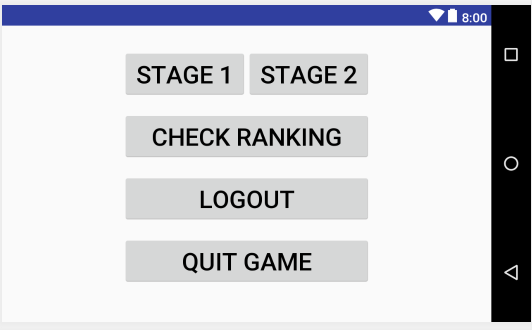 8:00
STAGE 1 STAGE 2
CHECK RANKING
LOGOUT
QUIT GAME